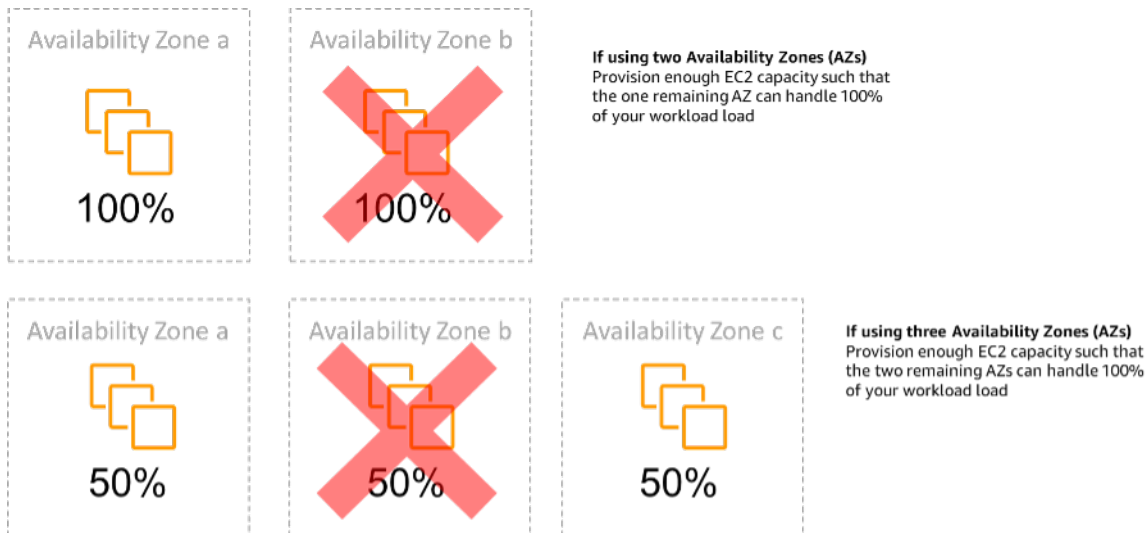 Availability Zone a
Availability Zone b
100%
100%
If using two Availability Zones (AZs)
Provision enough EC2 capacity such that
the one remaining AZ can handle 100%
of your workload load
Availability Zone a
Availability Zone b
Availability Zone c
50%
50%
50%
If using three Availability Zones (AZs)
Provision enough EC2 capacity such that
the two remaining AZs can handle 100%
of your workload load